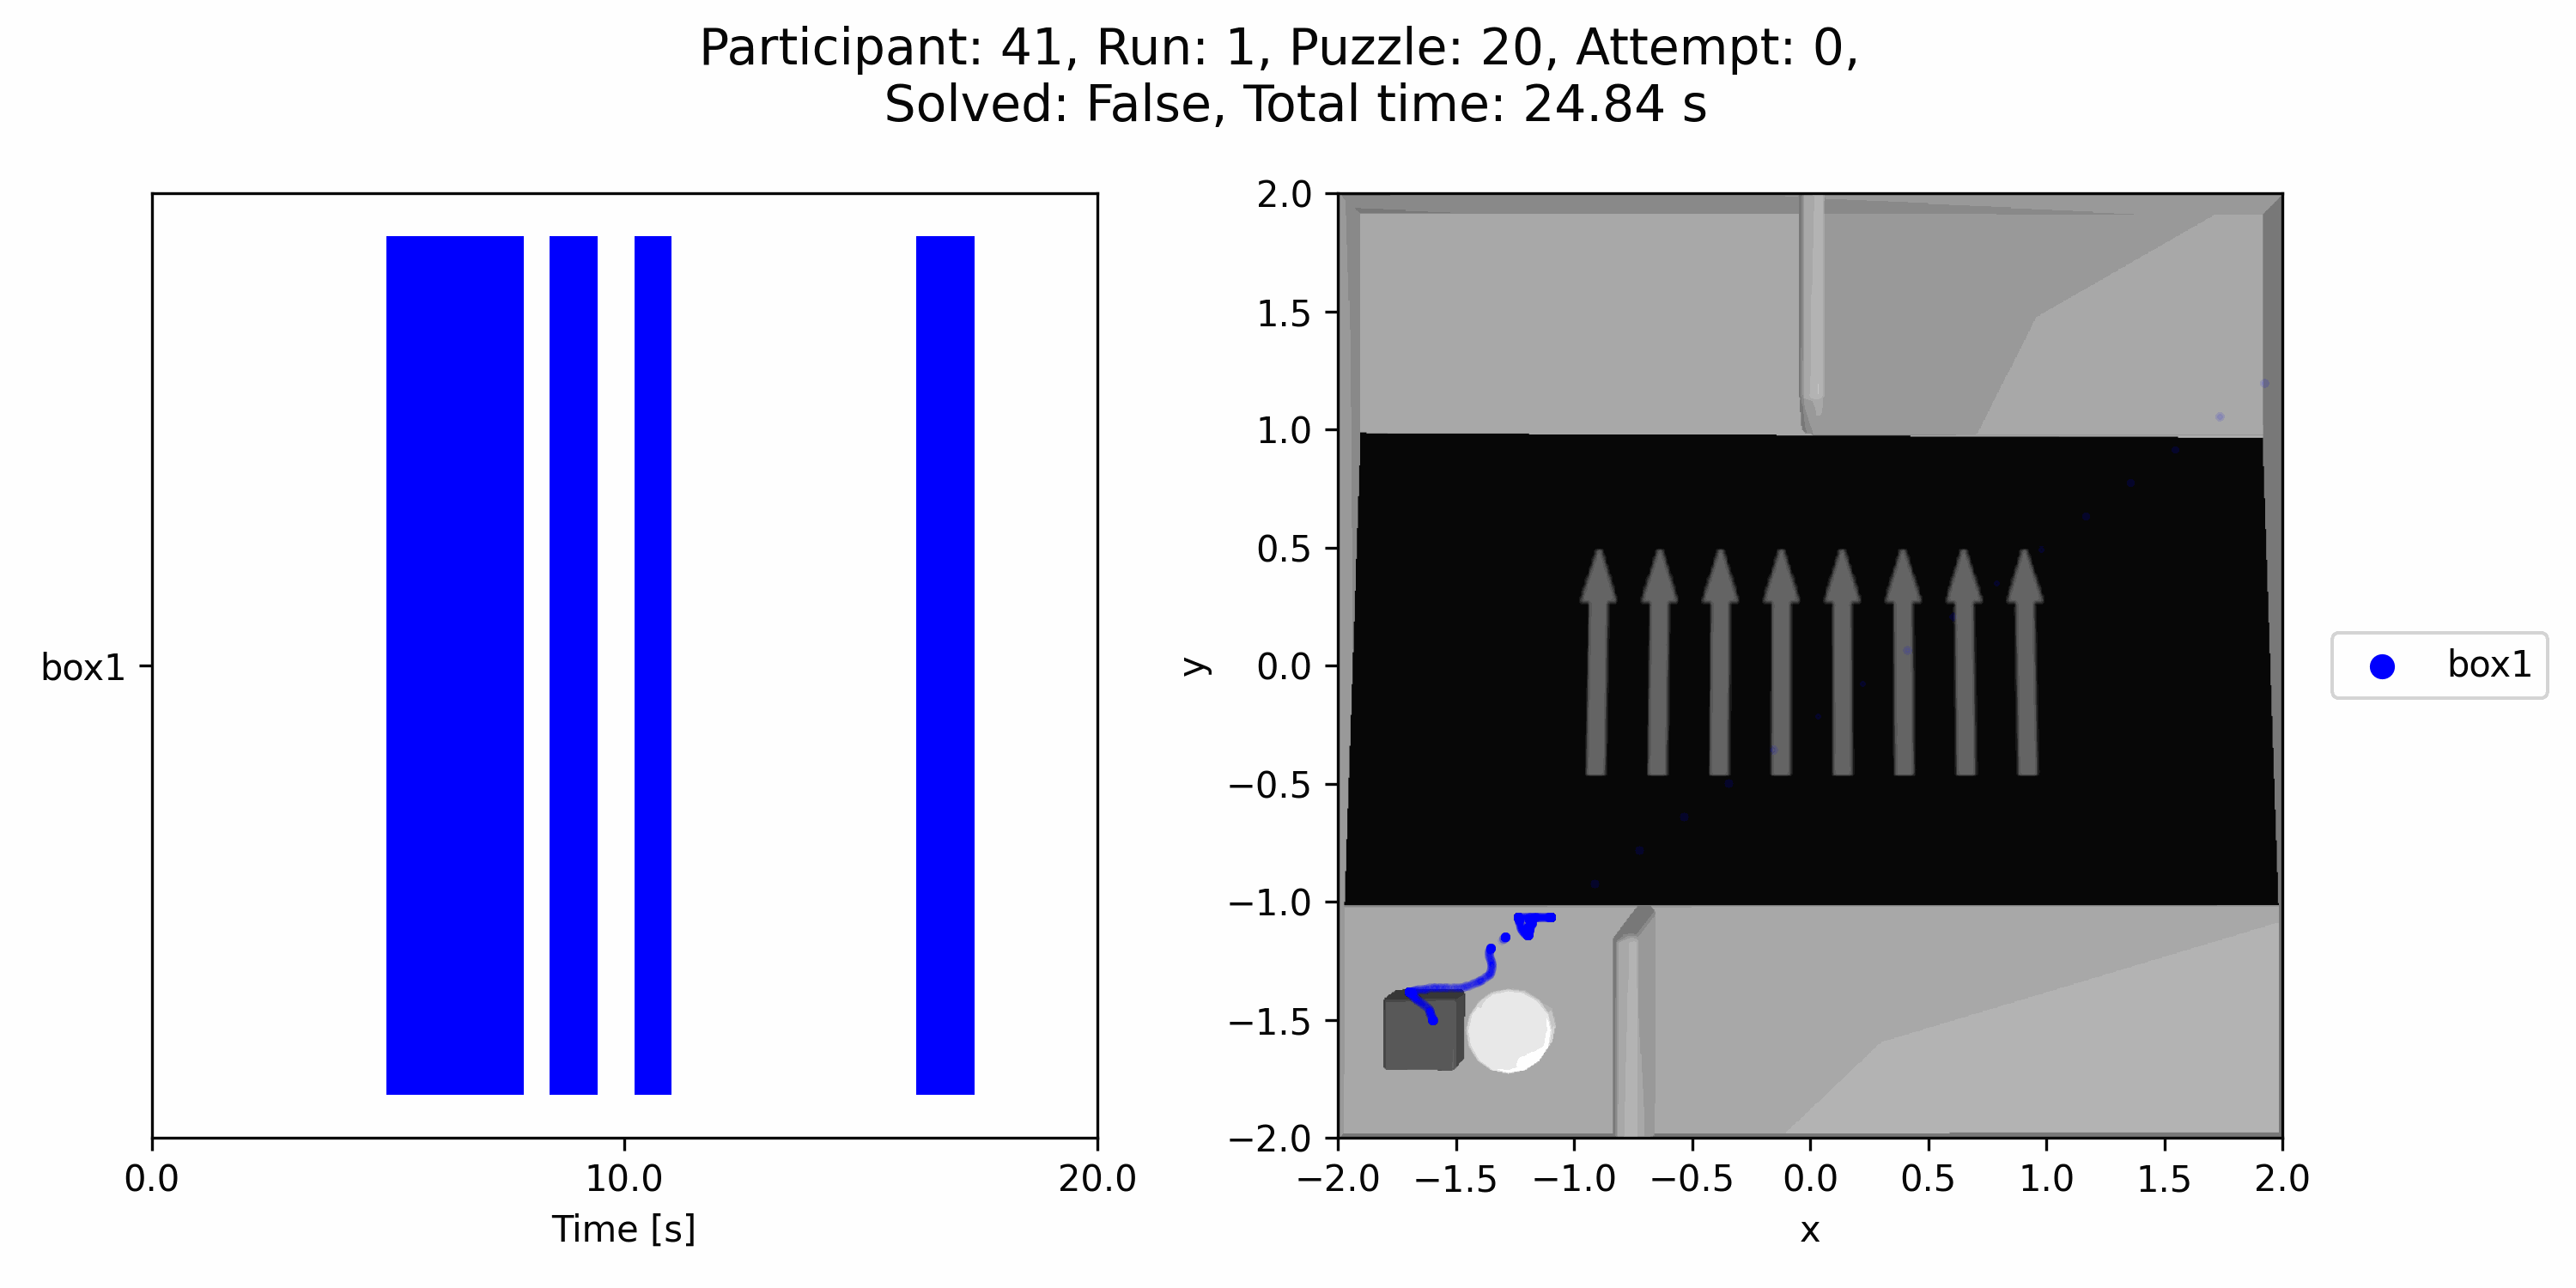 Participant: 41, Run: 1, Puzzle: 20, Attempt: 0,
Solved: False, Total time: 24.84 s
box1
0.0 10.0 20.0
Time [s]
2.0
1.5
1.0
0.5
0.0
−0.5
−1.0
−1.5
−2.0
y
−2.0 −1.5 −1.0 −0.5 0.0 0.5 1.0 1.5 2.0
x
box1